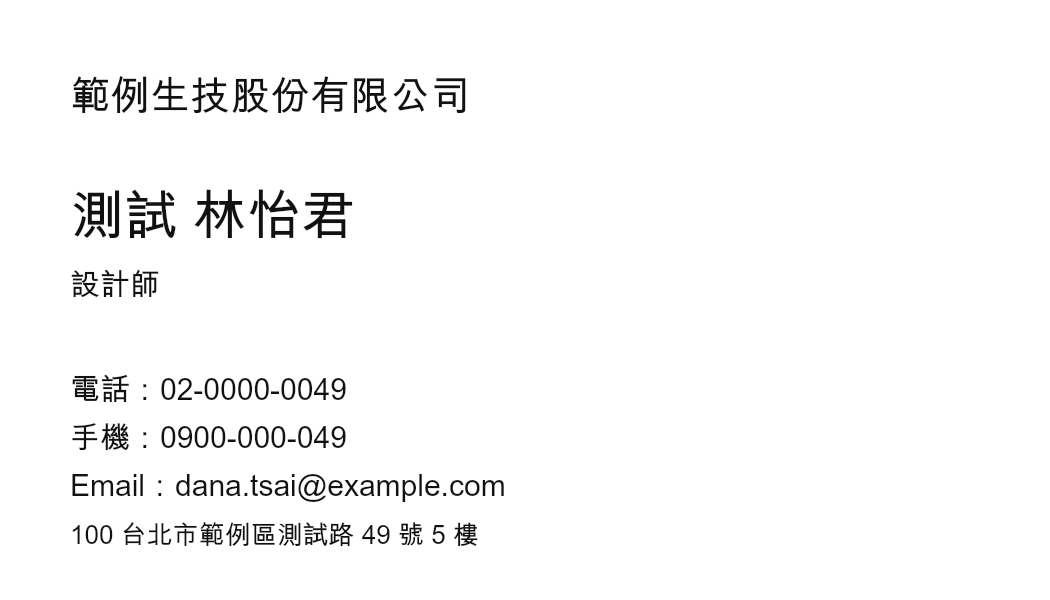 範例生技股份有限公司
測試 林怡君
設計師
電話：02-0000-0049
手機：0900-000-049
Email：dana.tsai@example.com
100 台北市範例區測試路 49 號 5 樓